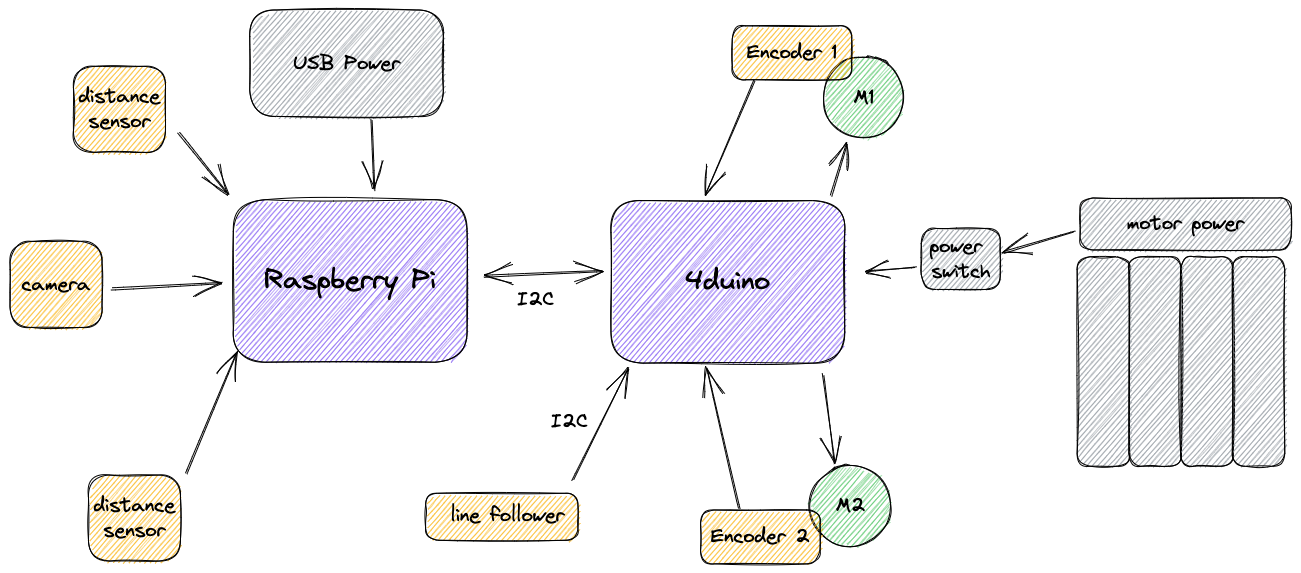 USB Power
Encoder 1
distance
sensor
M1
motor power
power
switch
Raspberry Pi
4duino
camera
I2C
I2C
distance
sensor
line follower
M2
Encoder 2